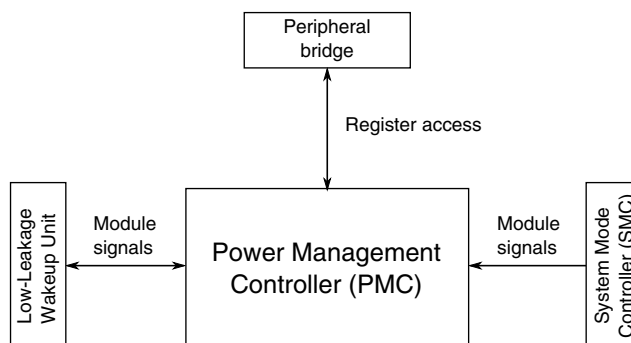 Peripheral
bridge
Register access
Low-Leakage
Wakeup Unit
Module
signals
Power Management
Controller (PMC)
Module
signals
System Mode
Controller (SMC)